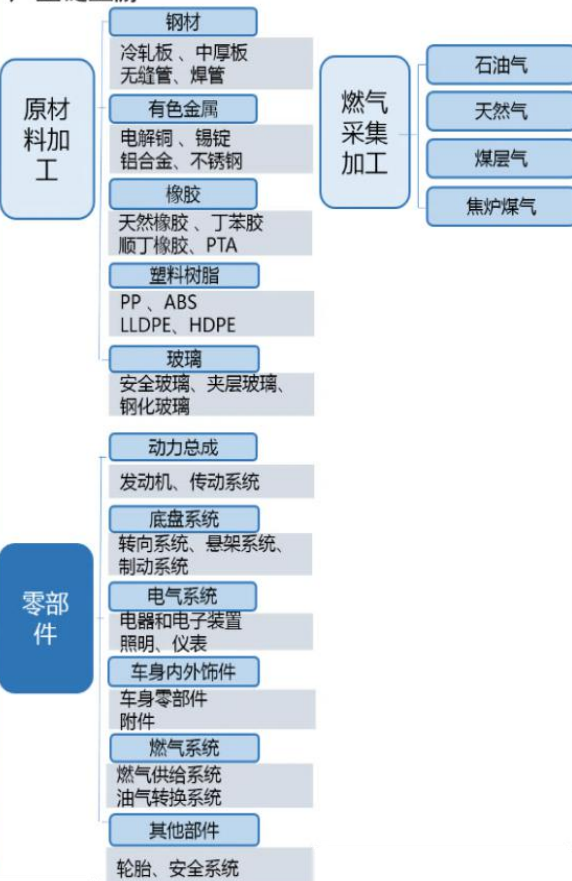 原材
料加
工
钢材
冷轧板 、中厚板
无缝管、焊管
有色金属
电解铜 、锡锭
铝合金、不锈钢
橡胶
天然橡胶 、丁苯胶
顺丁橡胶、PTA
塑料树脂
PP 、ABS
LLDPE、HDPE
玻璃
安全玻璃、夹层玻璃、
钢化玻璃
燃气
采集
加工
石油气
天然气
煤层气
焦炉煤气
零部
件
动力总成
发动机、传动系统
底盘系统
转向系统、悬架系统、
制动系统
电气系统
电器和电子装置
照明、仪表
车身内外饰件
车身零部件
附件
燃气系统
燃气供给系统
油气转换系统
其他部件
轮胎、安全系统